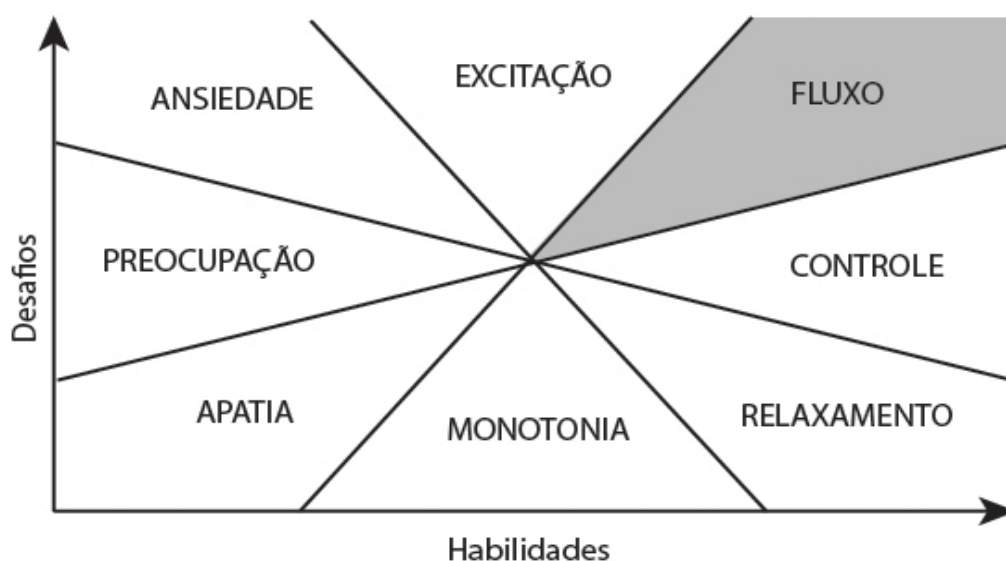 EXCITAÇÃO
ANSIEDADE
FLUXO
PREOCUPAÇÃO
CONTROLE
Desafios
APATIA
MONOTONIA
RELAXAMENTO
Habilidades